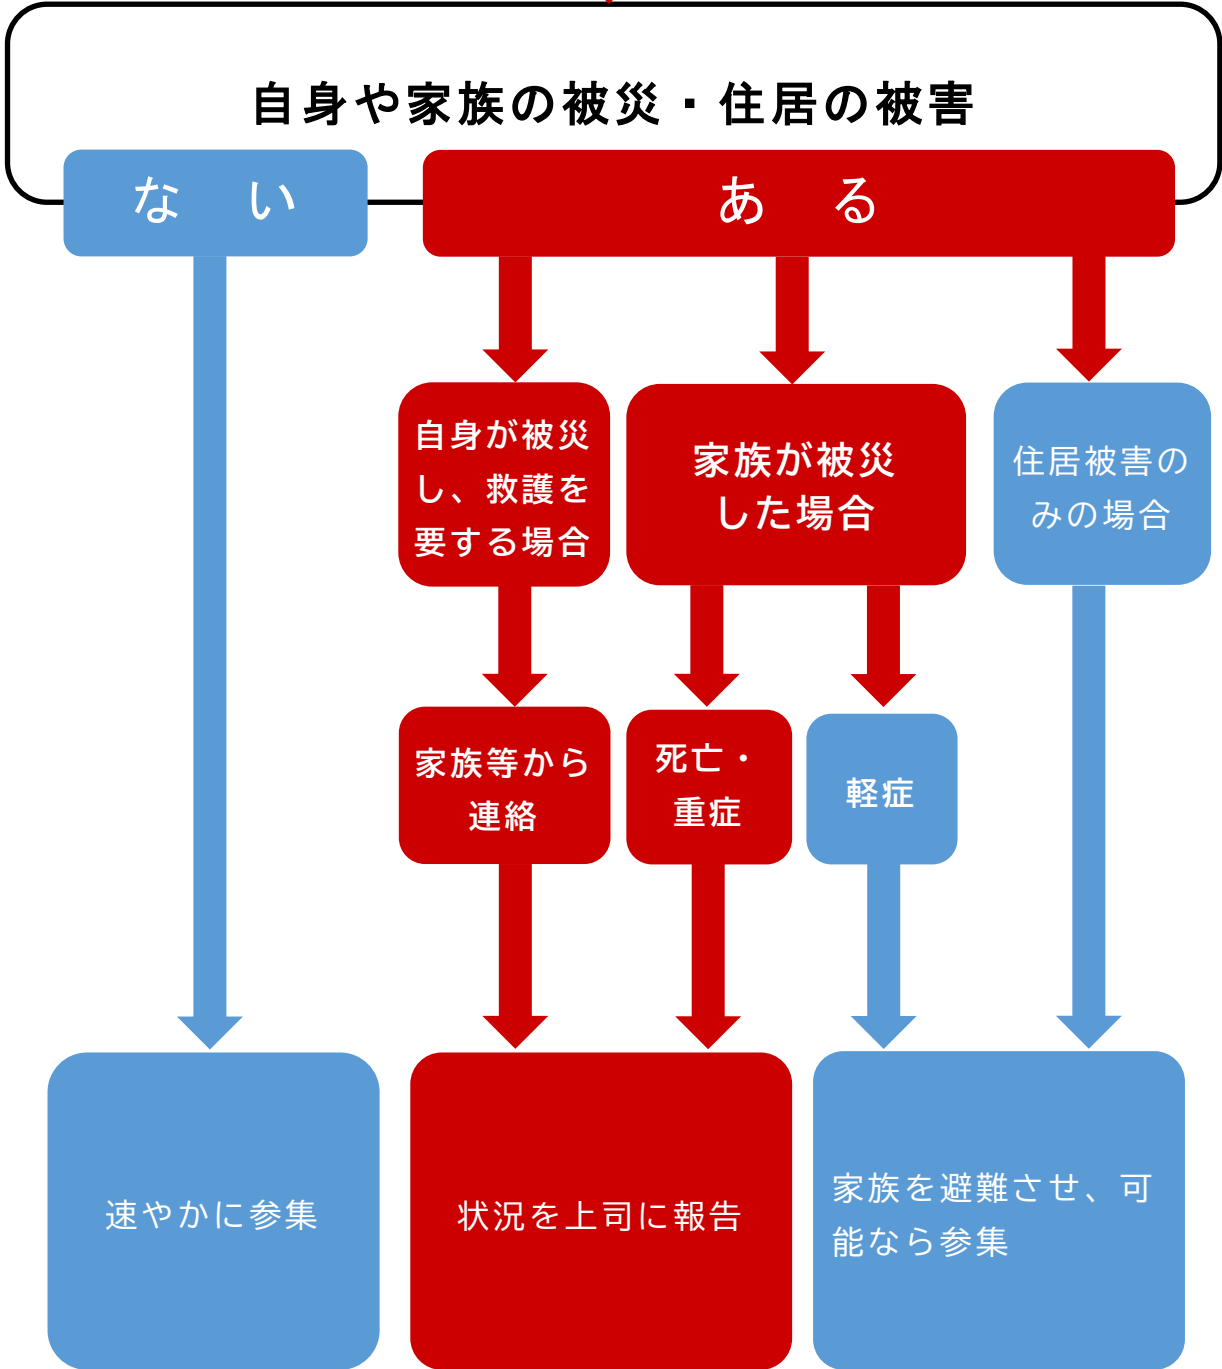 自身や家族の被災・住居の被害
ない
ある
自身が被災
し、救護を
要する場合
家族が被災
した場合
住居被害の
みの場合
家族等から
連絡
死亡・
重症
軽症
速やかに参集
状況を上司に報告
家族を避難させ、可
能なら参集